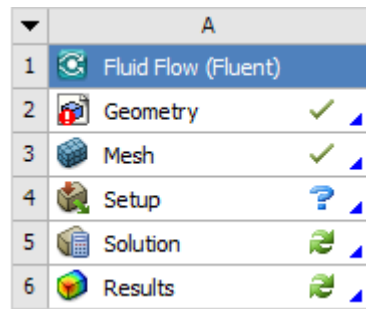 A
1 Fluid Flow (Fluent)
2 Geometry
3 Mesh
4 Setup ?
5 Solution
6 Results